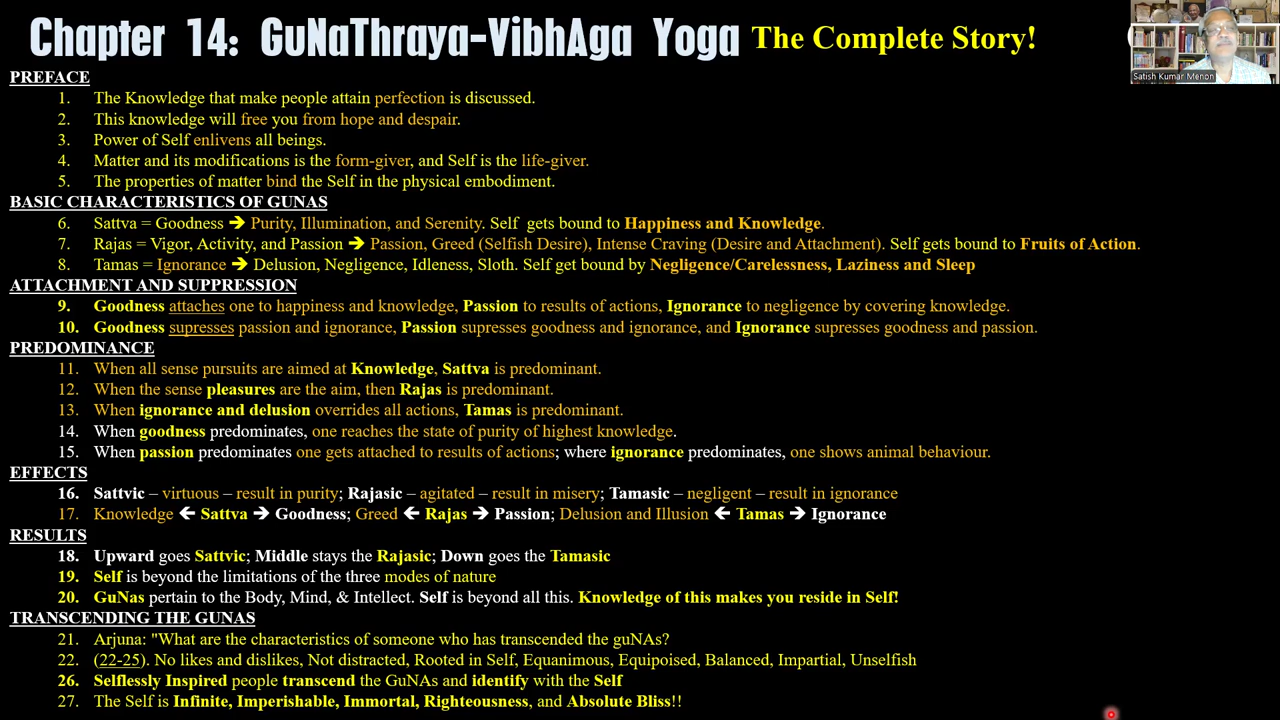 Chapter 14: GuNaThraya-VibhAga Yoga The Complete Story!
Satish Kumar Menon
PREFACE
1. The Knowledge that make people attain perfection is discussed.
2. This knowledge will free you from hope and despair.
3. Power of Self enlivens all beings.
4. Matter and its modifications is the form-giver, and Self is the life-giver.
5. The properties of matter bind the Self in the physical embodiment.
BASIC CHARACTERISTICS OF GUNAS
6. Sattva = Goodness ➔ Purity, Illumination, and Serenity. Self gets bound to Happiness and Knowledge.
7. Rajas = Vigor, Activity, and Passion ➔ Passion, Greed (Selfish Desire), Intense Craving (Desire and Attachment). Self gets bound to Fruits of Action.
8. Tamas = Ignorance ➔ Delusion, Negligence, Idleness, Sloth. Self get bound by Negligence/Carelessness, Laziness and Sleep
ATTACHMENT AND SUPPRESSION
9. Goodness attaches one to happiness and knowledge, Passion to results of actions, Ignorance to negligence by covering knowledge.
10. Goodness supresses passion and ignorance, Passion supresses goodness and ignorance, and Ignorance supresses goodness and passion.
PREDOMINANCE
11. When all sense pursuits are aimed at Knowledge, Sattva is predominant.
12. When the sense pleasures are the aim, then Rajas is predominant.
13. When ignorance and delusion overrides all actions, Tamas is predominant.
14. When goodness predominates, one reaches the state of purity of highest knowledge.
15. When passion predominates one gets attached to results of actions; where ignorance predominates, one shows animal behaviour.
EFFECTS
16. Sattvic – virtuous – result in purity; Rajasic – agitated – result in misery; Tamasic – negligent – result in ignorance
17. Knowledge 🡨 Sattva ➔ Goodness; Greed 🡨 Rajas ➔ Passion; Delusion and Illusion 🡨 Tamas ➔ Ignorance
RESULTS
18. Upward goes Sattvic; Middle stays the Rajasic; Down goes the Tamasic
19. Self is beyond the limitations of the three modes of nature
20. GuNas pertain to the Body, Mind, & Intellect. Self is beyond all this. Knowledge of this makes you reside in Self!
TRANSCENDING THE GUNAS
21. Arjuna: "What are the characteristics of someone who has transcended the guNAs?
22. (22-25). No likes and dislikes, Not distracted, Rooted in Self, Equanimous, Equipoised, Balanced, Impartial, Unselfish
26. Selflessly Inspired people transcend the GuNAs and identify with the Self
27. The Self is Infinite, Imperishable, Immortal, Righteousness, and Absolute Bliss!!